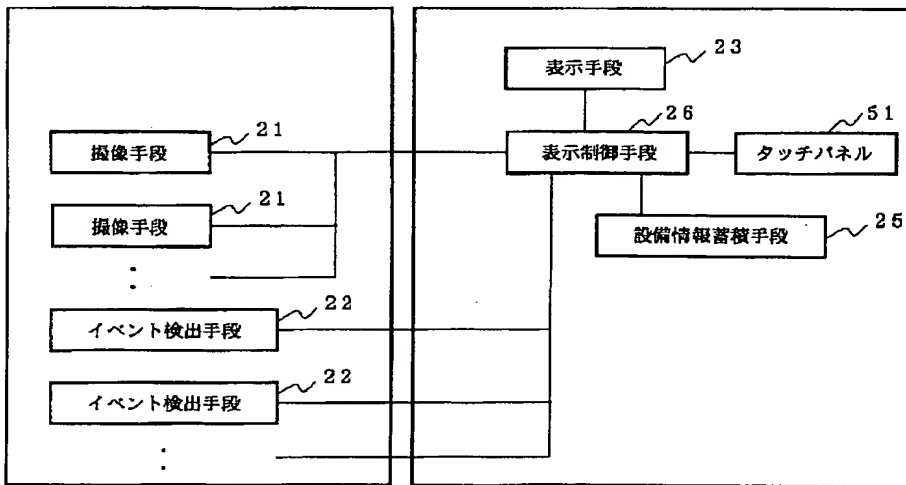 撮像手段 21
撮像手段 21
イベント検出手段 22
イベント検出手段 22
表示手段 23
表示制御手段 26
タッチパネル 51
設備情報蓄積手段 25